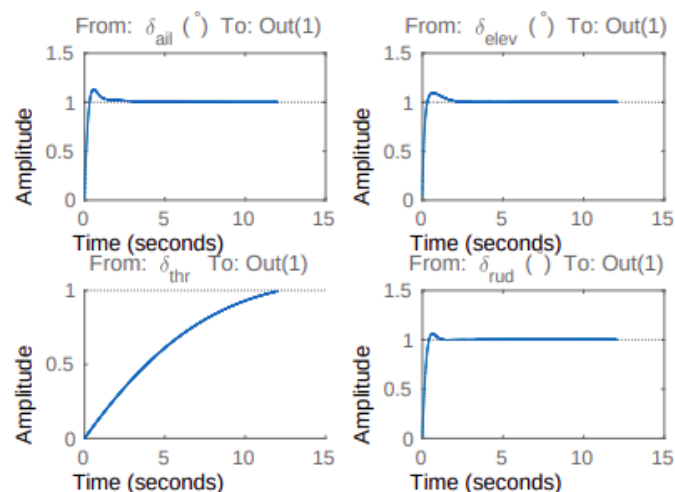 From: δail (°) To: Out(1)
1.5
1
0.5
0
Amplitude
0 5 10 15
Time (seconds)
From: δelev (°) To: Out(1)
1.5
1
0.5
0
Amplitude
0 5 10 15
Time (seconds)
From: δthr To: Out(1)
1
0.5
0
Amplitude
0 5 10 15
Time (seconds)
From: δrud (°) To: Out(1)
1.5
1
0.5
0
Amplitude
0 5 10 15
Time (seconds)